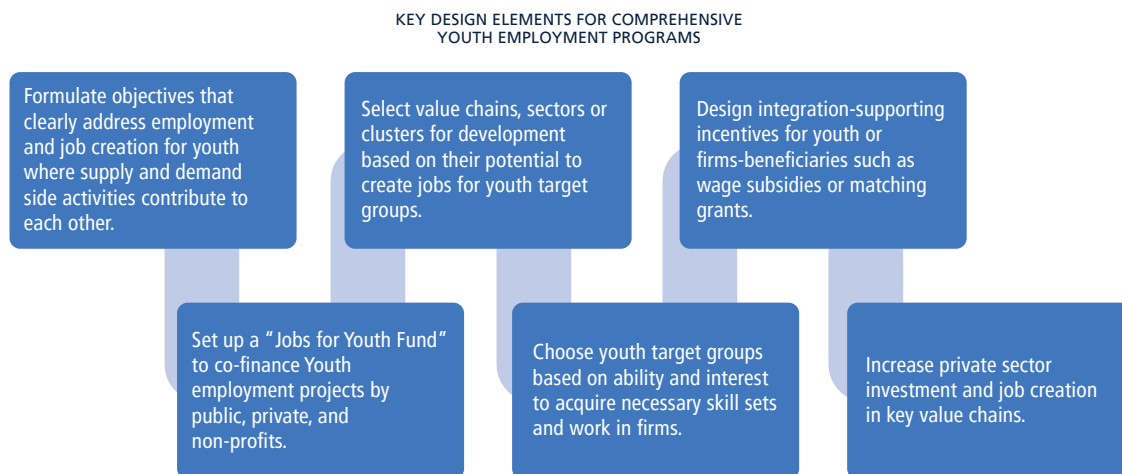 KEY DESIGN ELEMENTS FOR COMPREHENSIVE
YOUTH EMPLOYMENT PROGRAMS
Formulate objectives that
clearly address employment
and job creation for youth
where supply and demand
side activities contribute to
each other.
Set up a “Jobs for Youth Fund”
to co-finance Youth
employment projects by
public, private, and
non-profits.
Select value chains, sectors or
clusters for development
based on their potential to
create jobs for youth target
groups.
Choose youth target groups
based on ability and interest
to acquire necessary skill sets
and work in firms.
Design integration-supporting
incentives for youth or
firms-beneficiaries such as
wage subsidies or matching
grants.
Increase private sector
investment and job creation
in key value chains.